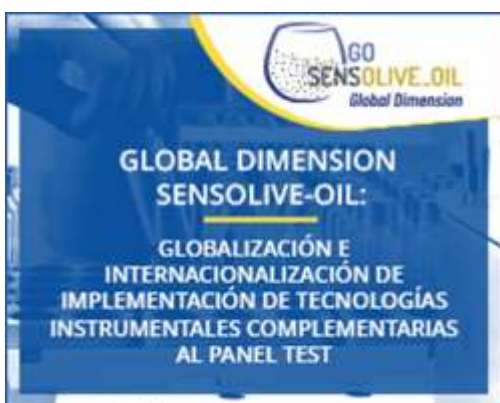 GO
SENSOLIVE_OIL
Global Dimension
GLOBAL DIMENSION
SENSOLIVE-OIL:
GLOBALIZACIÓN E
INTERNACIONALIZACIÓN DE
IMPLEMENTACIÓN DE TECNOLOGÍAS
INSTRUMENTALES COMPLEMENTARIAS
AL PANEL TEST